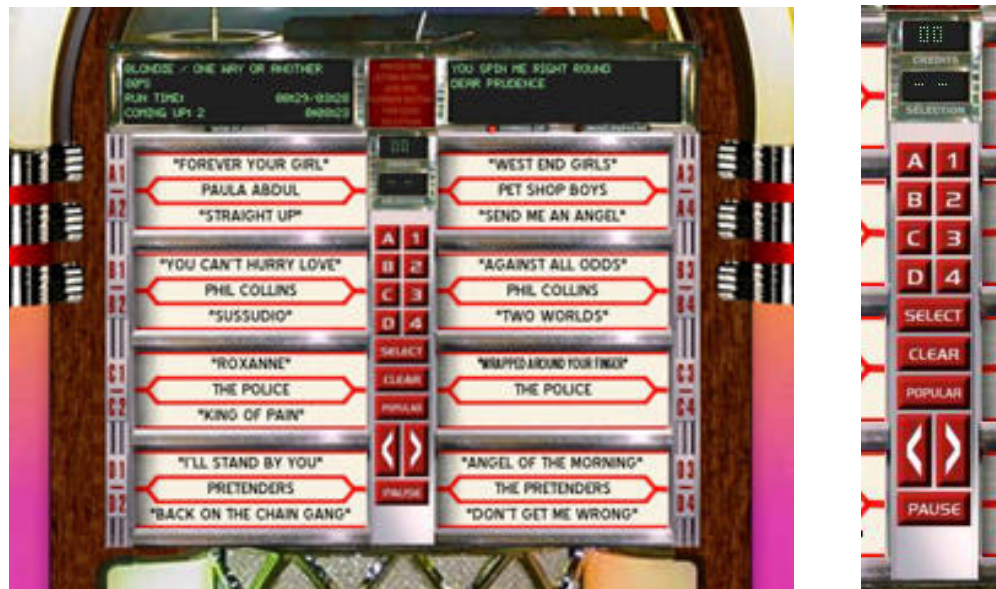 BLONDIE / ONE WAY OR ANOTHER
80'S
RUN TIME:
COMING UP: 2
YOU SPIN ME RIGHT ROUND
DEAR PRUDENCE
A1
A2
"FOREVER YOUR GIRL"
PAULA ABDUL
"STRAIGHT UP"
"WEST END GIRLS"
PET SHOP BOYS
"SEND ME AN ANGEL"
A3
A4
B1
B2
"YOU CAN'T HURRY LOVE"
PHIL COLLINS
"SUSSUDIO"
"AGAINST ALL ODDS"
PHIL COLLINS
"TWO WORLDS"
B3
B4
C1
C2
"ROXANNE"
THE POLICE
"KING OF PAIN"
"WRAPPED AROUND YOUR FINGER"
THE POLICE
C3
C4
D1
D2
"I'LL STAND BY YOU"
PRETENDERS
"BACK ON THE CHAIN GANG"
"ANGEL OF THE MORNING"
THE PRETENDERS
"DON'T GET ME WRONG"
D3
D4
00
A 1
B 2
C 3
D 4
SELECT
CLEAR
POPULAR
< >
PAUSE
00
CREDITS
-- --
SELECTION
A 1
B 2
C 3
D 4
SELECT
CLEAR
POPULAR
< >
PAUSE